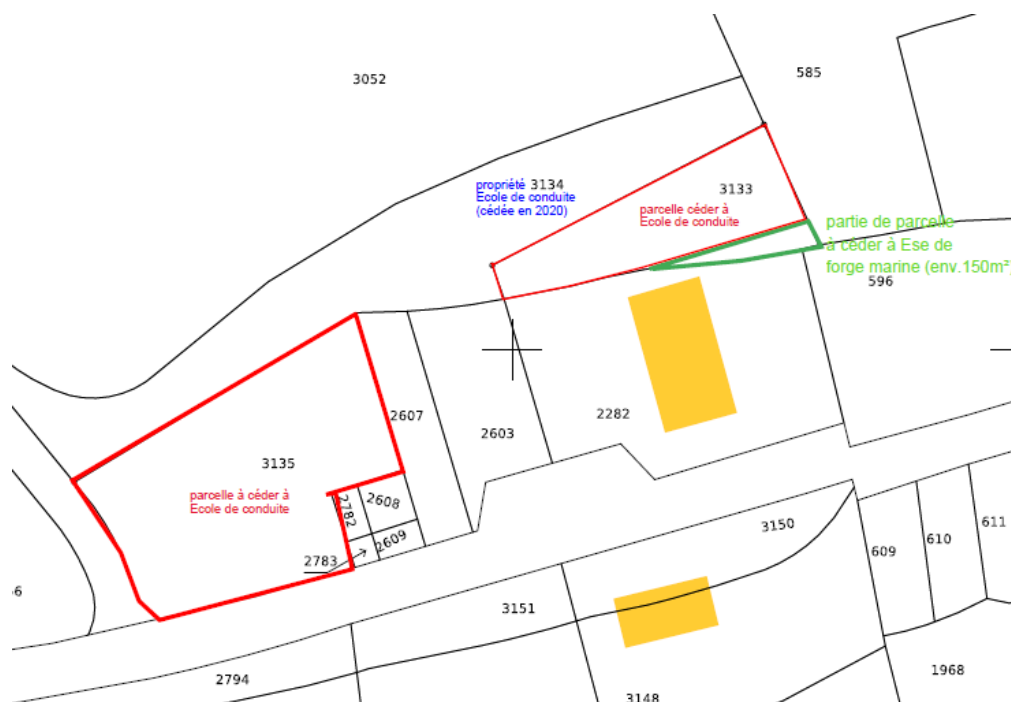 3052
585
propriété 3134
Ecole de conduite
(cédée en 2020)
3133
parcelle céder à
Ecole de conduite
partie de parcelle
à céder à Ese de
forge marine (env.150m²)
596
2607
2603
2282
3135
parcelle à céder à
Ecole de conduite
2782
2608
2609
2783
3150
611
610
609
3151
2794
3148
1968